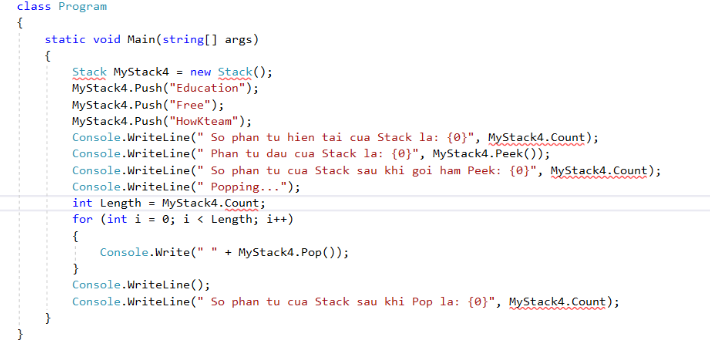 class Program
{
static void Main(string[] args)
{
Stack MyStack4 = new Stack();
MyStack4.Push("Education");
MyStack4.Push("Free");
MyStack4.Push("HowKteam");
Console.WriteLine(" So phan tu hien tai cua Stack la: {0}", MyStack4.Count);
Console.WriteLine(" Phan tu dau cua Stack la: {0}", MyStack4.Peek());
Console.WriteLine(" So phan tu cua Stack sau khi goi ham Peek: {0}", MyStack4.Count);
Console.WriteLine(" Popping...");
int Length = MyStack4.Count;
for (int i = 0; i < Length; i++)
{
Console.Write(" " + MyStack4.Pop());
}
Console.WriteLine();
Console.WriteLine(" So phan tu cua Stack sau khi Pop la: {0}", MyStack4.Count);
}
}